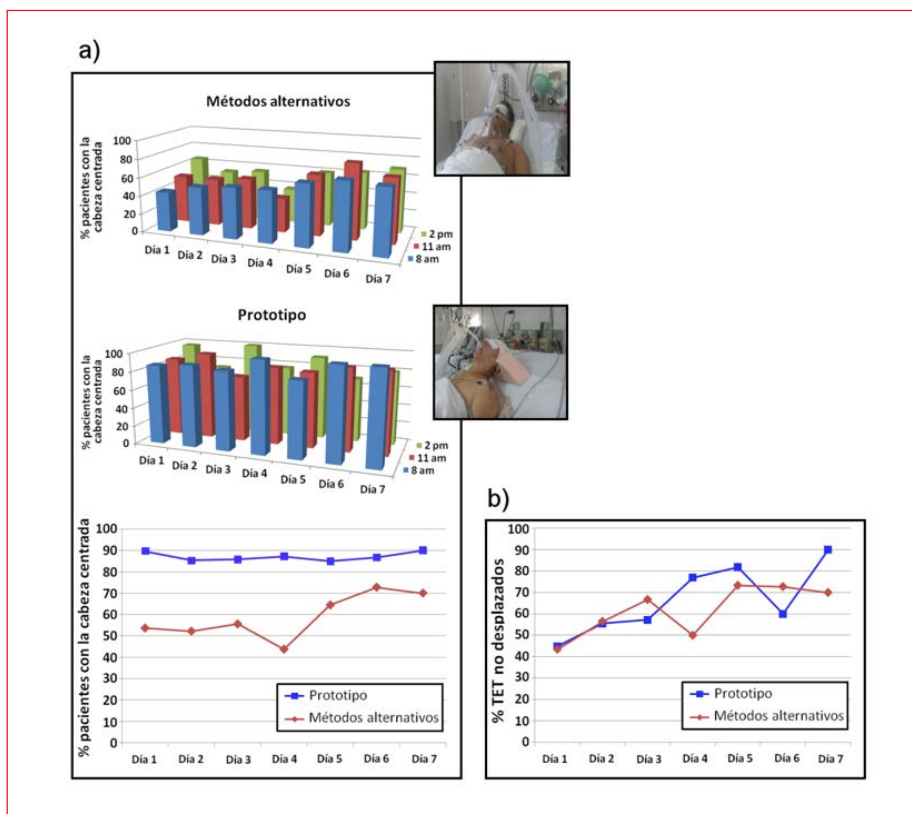 a)
Métodos alternativos
% pacientes con la
cabeza centrada
100
80
60
40
20
0
Día 1
Día 2
Día 3
Día 4
Día 5
Día 6
Día 7
2 pm
11 am
8 am
Prototipo
% pacientes con la
cabeza centrada
100
80
60
40
20
0
Día 1
Día 2
Día 3
Día 4
Día 5
Día 6
Día 7
2 pm
11 am
8 am
% pacientes con la cabeza centrada
100
90
80
70
60
50
40
30
20
10
0
Prototipo
Métodos alternativos
Día 1
Día 2
Día 3
Día 4
Día 5
Día 6
Día 7
b)
% TET no desplazados
100
90
80
70
60
50
40
30
20
10
0
Prototipo
Métodos alternativos
Día 1
Día 2
Día 3
Día 4
Día 5
Día 6
Día 7